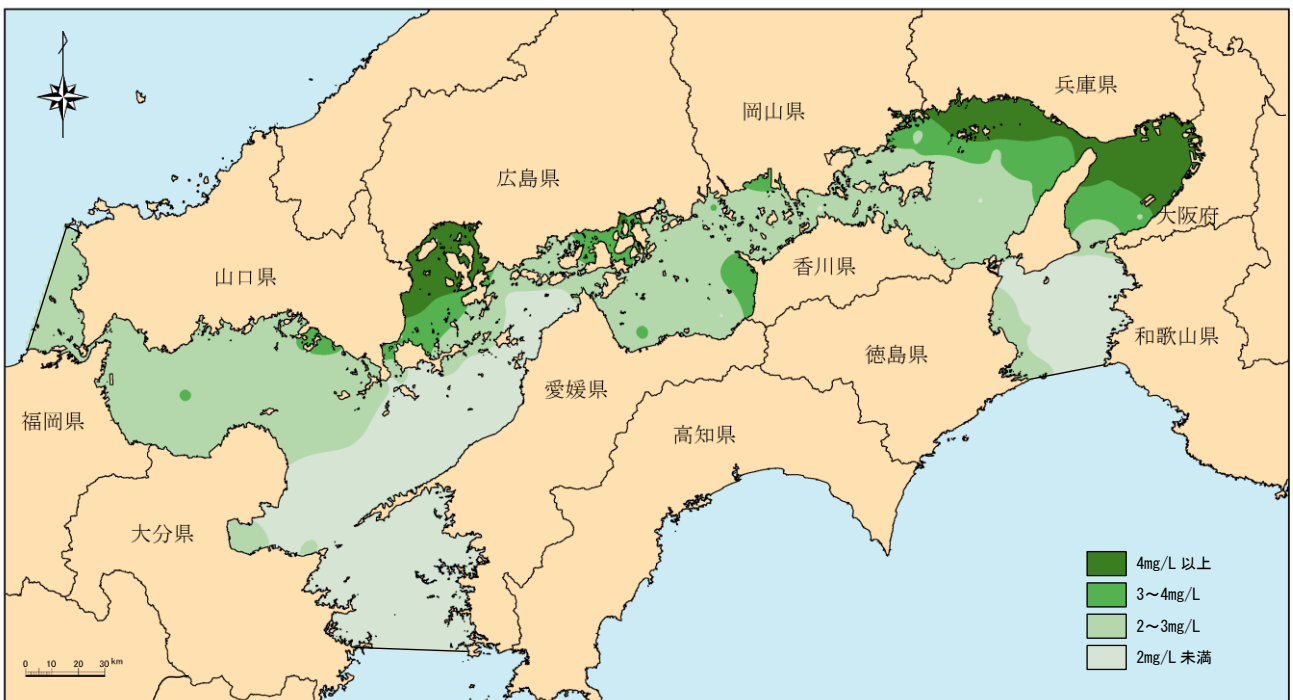 兵庫県
岡山県
広島県
大阪府
香川県
山口県
和歌山県
徳島県
愛媛県
福岡県
高知県
大分県
4mg/L 以上
3～4mg/L
2～3mg/L
2mg/L 未満
0 10 20 30 km